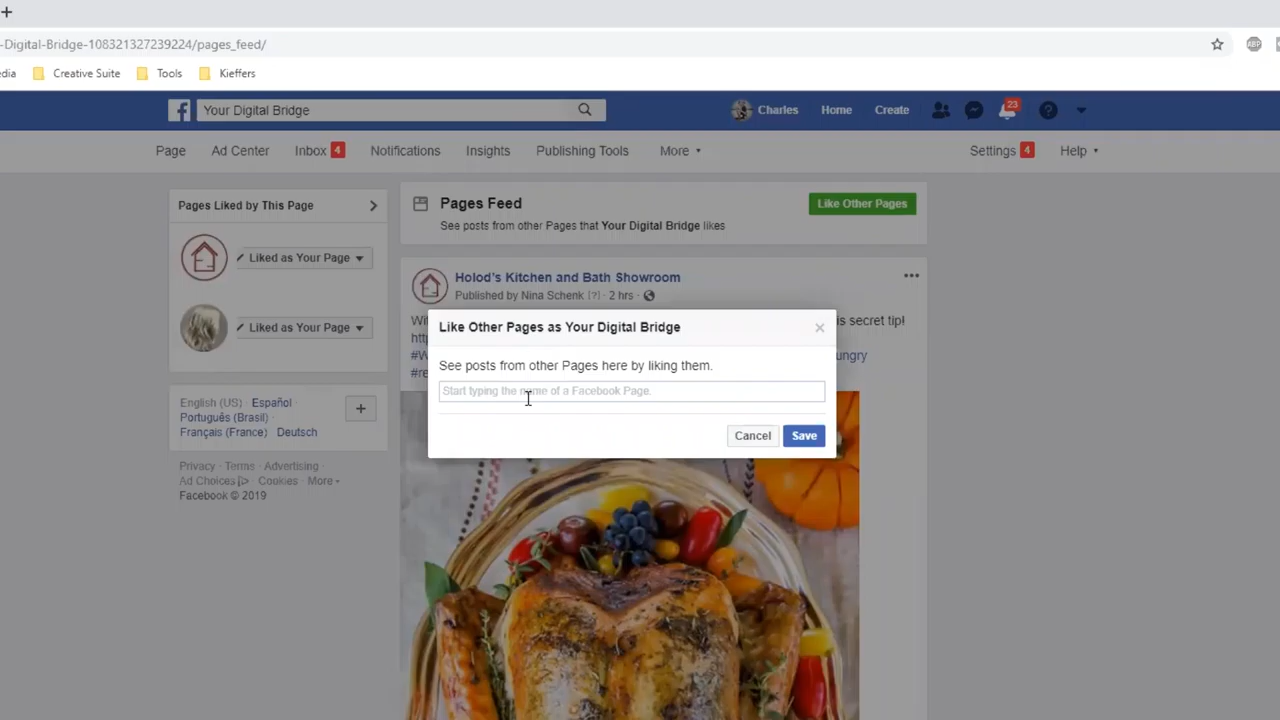 -Digital-Bridge-108321327239224/pages_feed/
edia Creative Suite Tools Kieffers
Your Digital Bridge Charles Home Create 23
Page Ad Center Inbox 4 Notifications Insights Publishing Tools More Settings 4 Help
Pages Liked by This Page
Liked as Your Page
Liked as Your Page
English (US) · Español ·
Português (Brasil) ·
Français (France) · Deutsch
Privacy · Terms · Advertising ·
Ad Choices · Cookies · More
Facebook © 2019
Pages Feed
See posts from other Pages that Your Digital Bridge likes
Like Other Pages
Holod's Kitchen and Bath Showroom
Published by Nina Schenk [?] · 2 hrs ·
is secret tip!
Like Other Pages as Your Digital Bridge
See posts from other Pages here by liking them.
Start typing the name of a Facebook Page.
Cancel Save